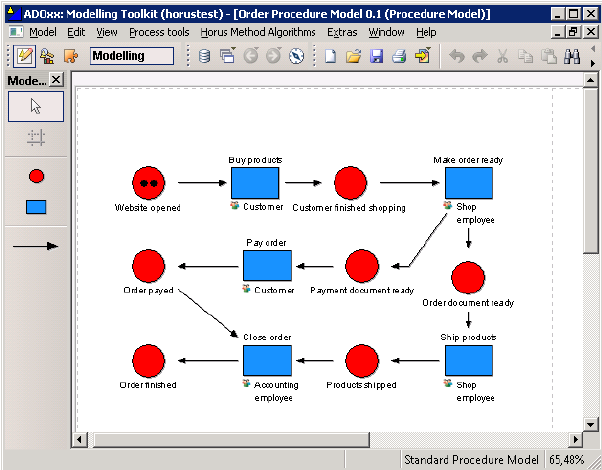 ADOxx: Modelling Toolkit (horustest) - [Order Procedure Model 0.1 (Procedure Model)]
Model Edit View Process tools Horus Method Algorithms Extras Window Help
Modelling
Mode...
Buy products
Make order ready
Website opened
Customer
Customer finished shopping
Shop
employee
Pay order
Order payed
Customer
Payment document ready
Order document ready
Close order
Ship products
Order finished
Accounting
employee
Products shipped
Shop
employee
Standard Procedure Model 65,48%